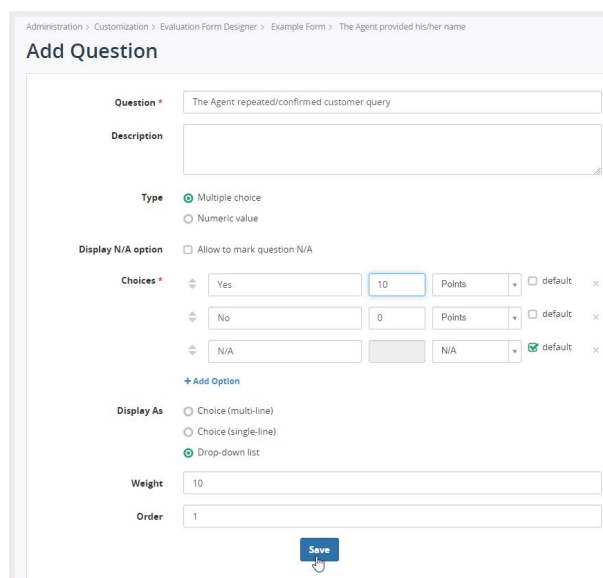 Administration > Customization > Evaluation Form Designer > Example Form > The Agent provided his/her name
Add Question
Question * The Agent repeated/confirmed customer query
Description
Type Multiple choice
Numeric value
Display N/A option Allow to mark question N/A
Choices * Yes 10 Points default
No 0 Points default
N/A N/A default
+ Add Option
Display As Choice (multi-line)
Choice (single-line)
Drop-down list
Weight 10
Order 1
Save